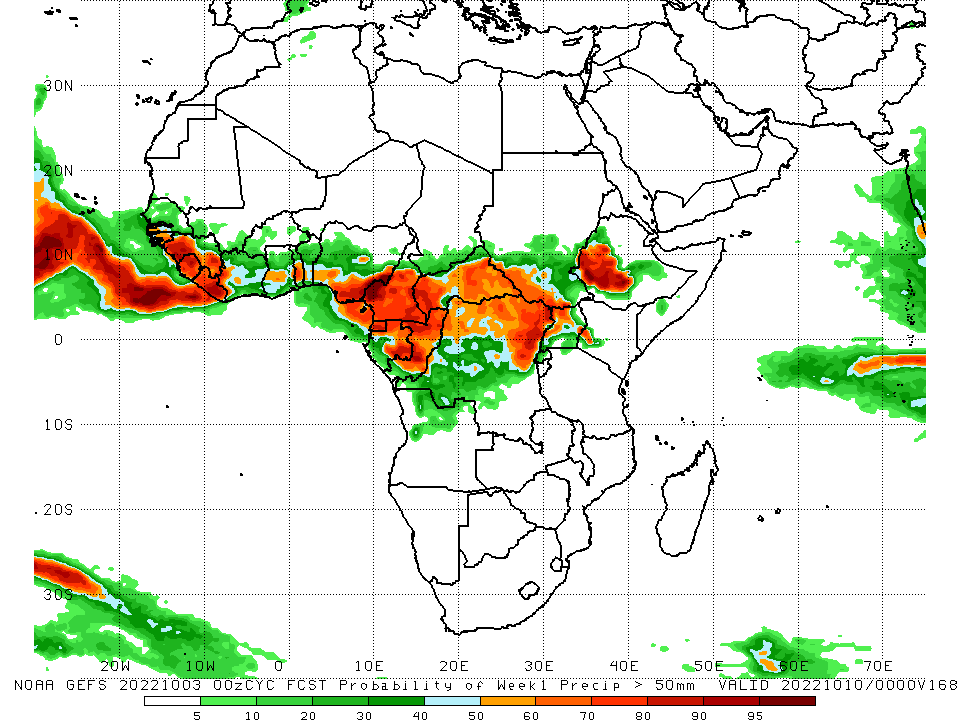 30N
20N
10N
0
10S
20S
30S
20W 10W 0 10E 20E 30E 40E 50E 60E 70E
NOAA GEFS 20221003 00zCYC FCST Probability of Week1 Precip > 50mm VALID 20221010/0000V168
5 10 20 30 40 50 60 70 80 90 95